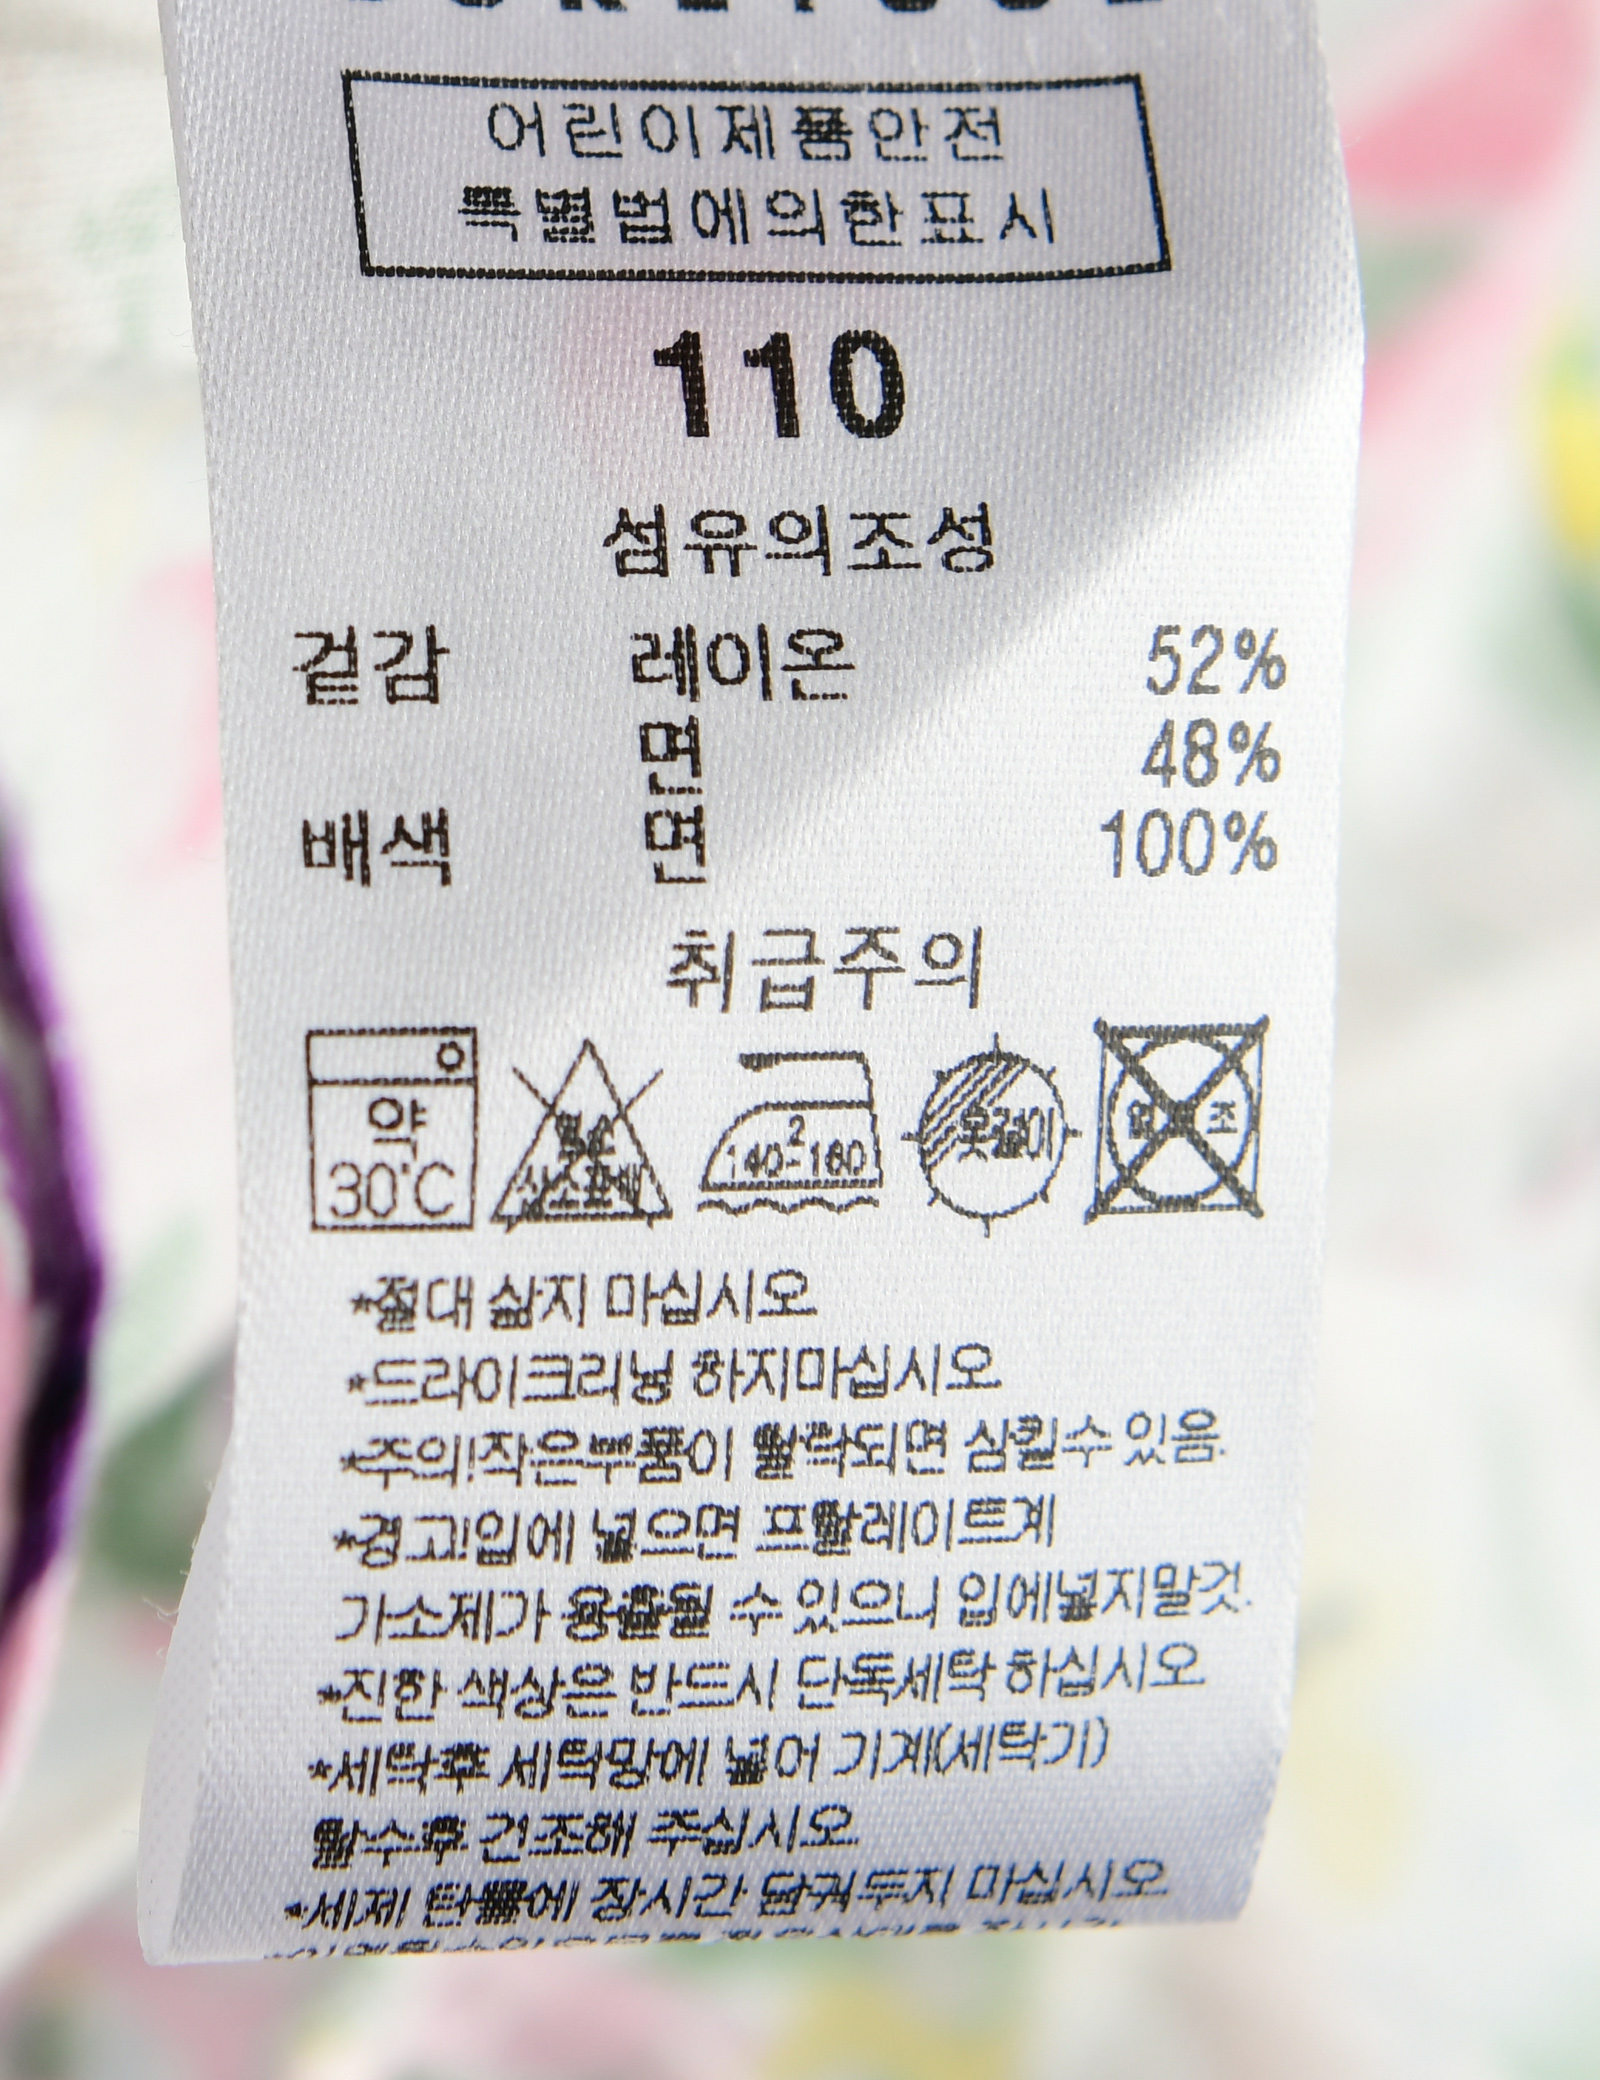 어린이제품안전
특별법에의한표시
110
섬유의조성
겉감 레이온 52%
면 48%
배색 면 100%
취급주의
약 30°C
염소 산소표백
2 140-160
옷걸이
조
*절대 삶지 마십시오
*드라이크리닝 하지마십시오
*주의!작은부품이 탈락되면 삼킬수 있음.
*경고!입에 넣으면 프탈레이트계
가소제가 용출될 수 있으니 입에넣지말것.
*진한 색상은 반드시 단독세탁 하십시오
*세탁후 세탁망에 넣어 기계(세탁기)
탈수후 건조해 주십시오
*세제 탄물에 장시간 담궈두지 마십시오